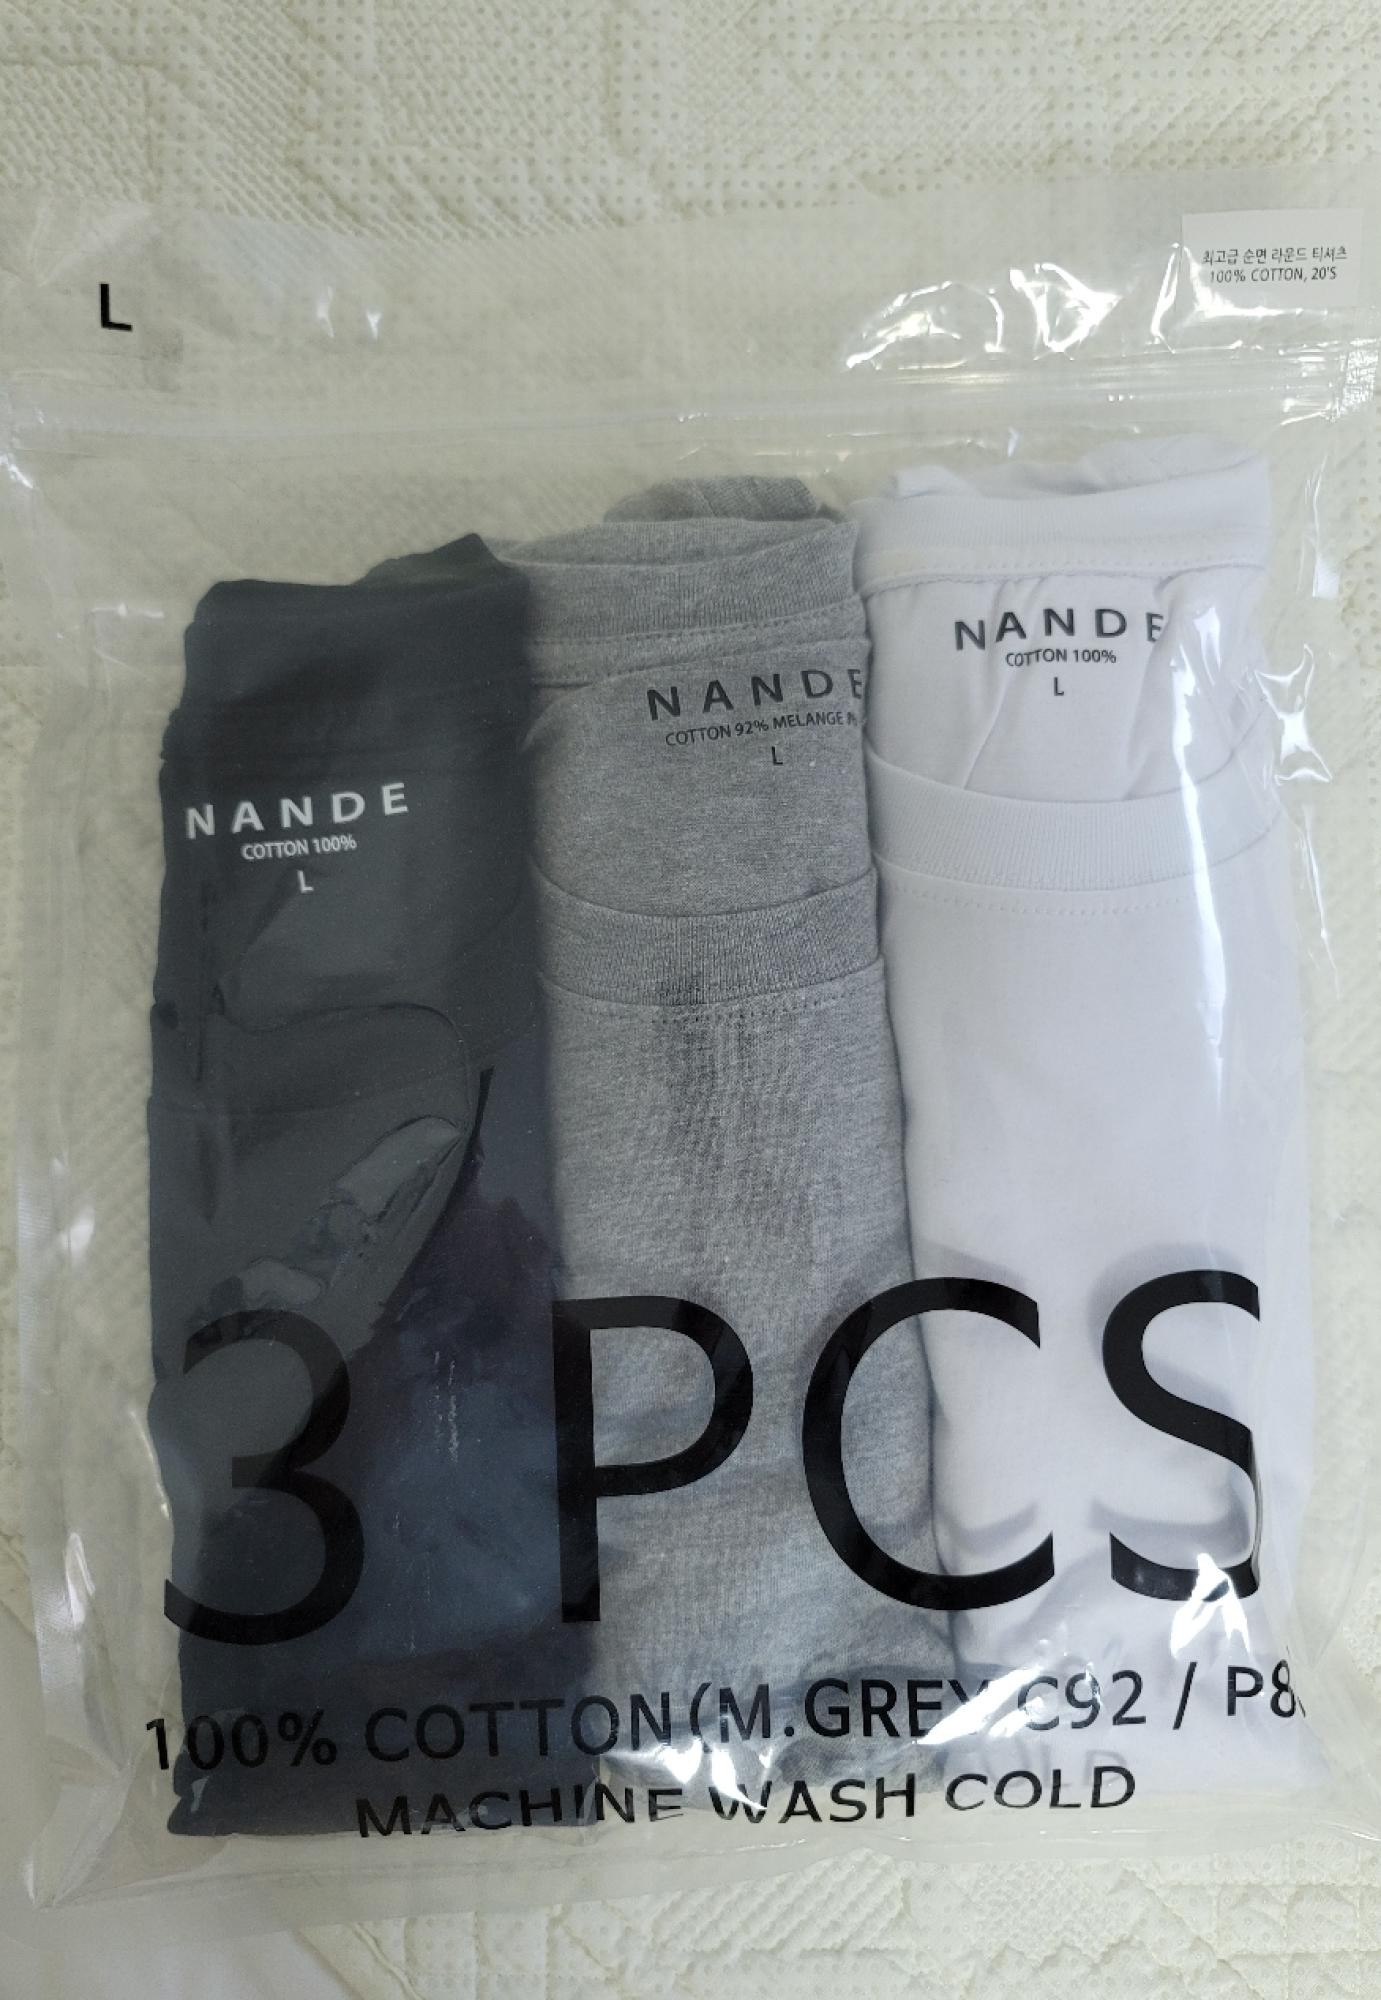 L
최고급 순면 라운드 티셔츠
100% COTTON, 20'S
NANDE
COTTON 100%
L
NANDE
COTTON 92% MELANGE
L
NANDE
COTTON 100%
L
3 PCS
100% COTTON(M.GREY C92 / P8
MACHINE WASH COLD